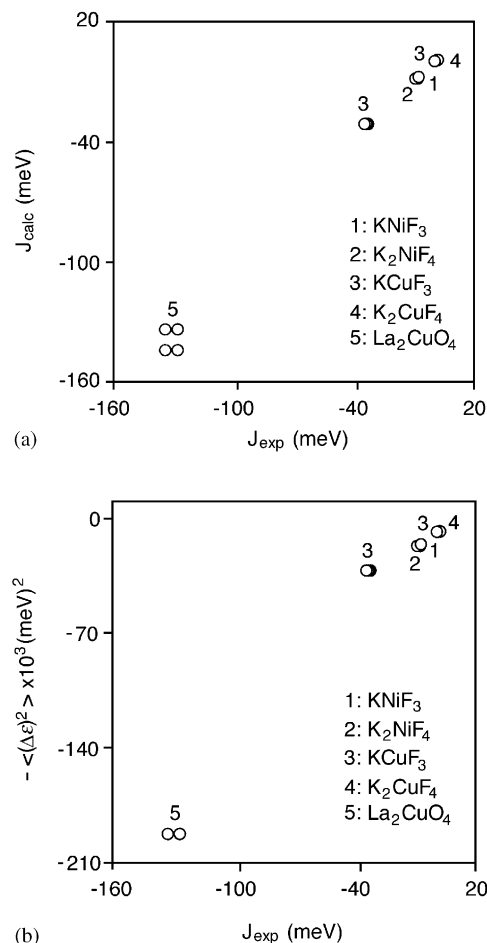 20
3
4
2
1
-40
3
J_calc (meV)
1: KNiF₃
2: K₂NiF₄
-100
3: KCuF₃
4: K₂CuF₄
5
5: La₂CuO₄
-160
-160
-100
-40
20
(a)
J_exp (meV)
0
3
4
3
2
1
-70
- <(Δε)² > x10³(meV)²
1: KNiF₃
2: K₂NiF₄
-140
3: KCuF₃
4: K₂CuF₄
5
5: La₂CuO₄
-210
-160
-100
-40
20
(b)
J_exp (meV)